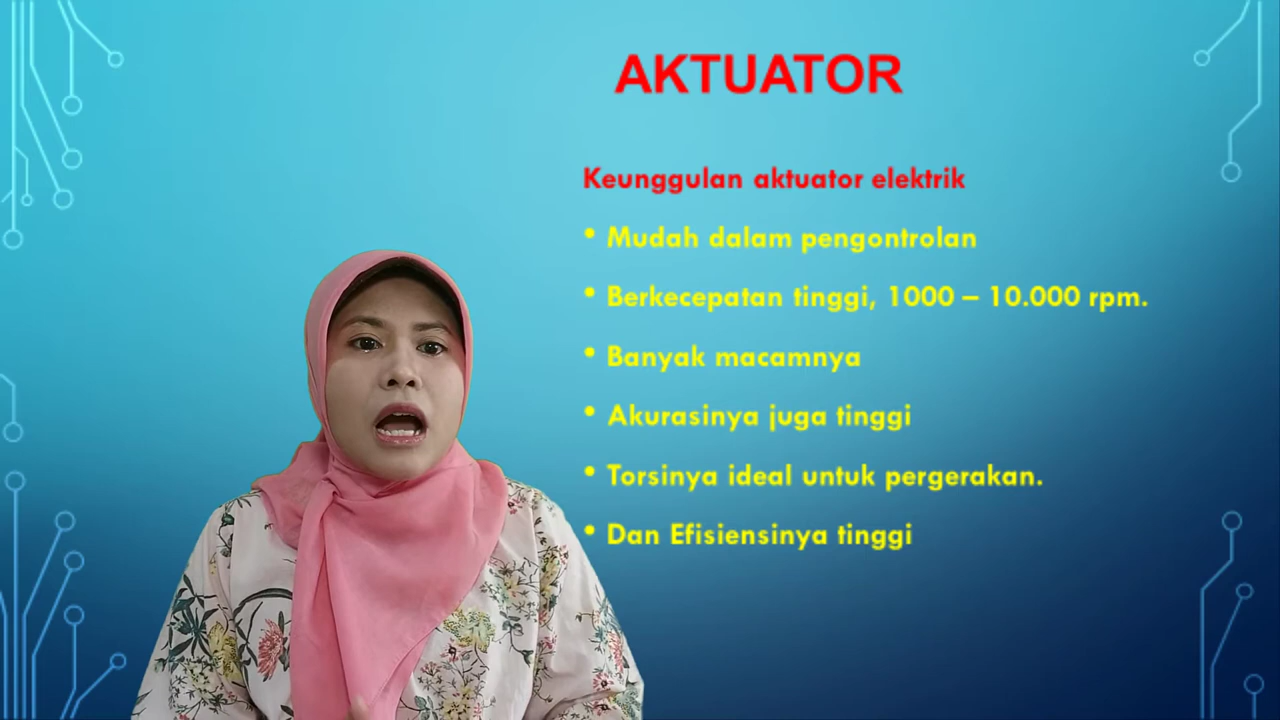 AKTUATOR
Keunggulan aktuator elektrik
• Mudah dalam pengontrolan
• Berkecepatan tinggi, 1000 – 10.000 rpm.
• Banyak macamnya
• Akurasinya juga tinggi
• Torsinya ideal untuk pergerakan.
• Dan Efisiensinya tinggi